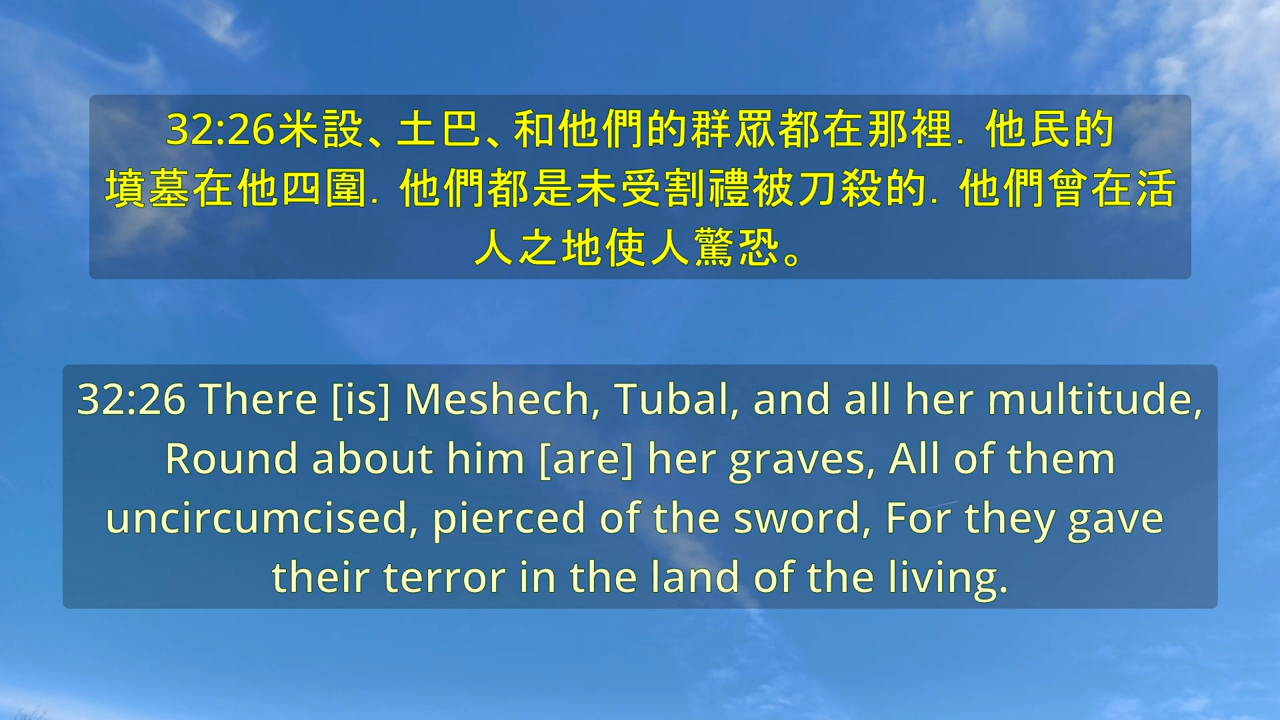 32:26米設、土巴、和他們的群眾都在那裡．他民的
墳墓在他四圍．他們都是未受割禮被刀殺的．他們曾在活
人之地使人驚恐。
32:26 There [is] Meshech, Tubal, and all her multitude,
Round about him [are] her graves, All of them
uncircumcised, pierced of the sword, For they gave
their terror in the land of the living.